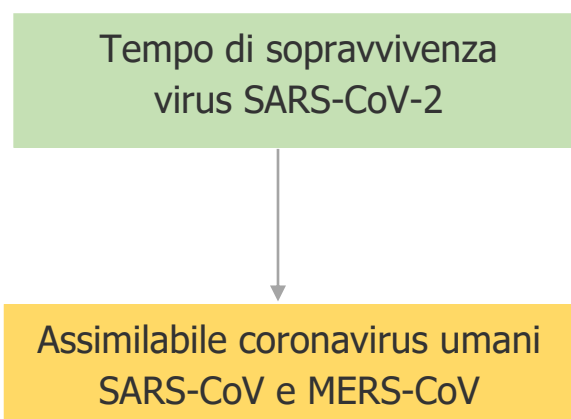 Tempo di sopravvivenza
virus SARS-CoV-2
Assimilabile coronavirus umani
SARS-CoV e MERS-CoV